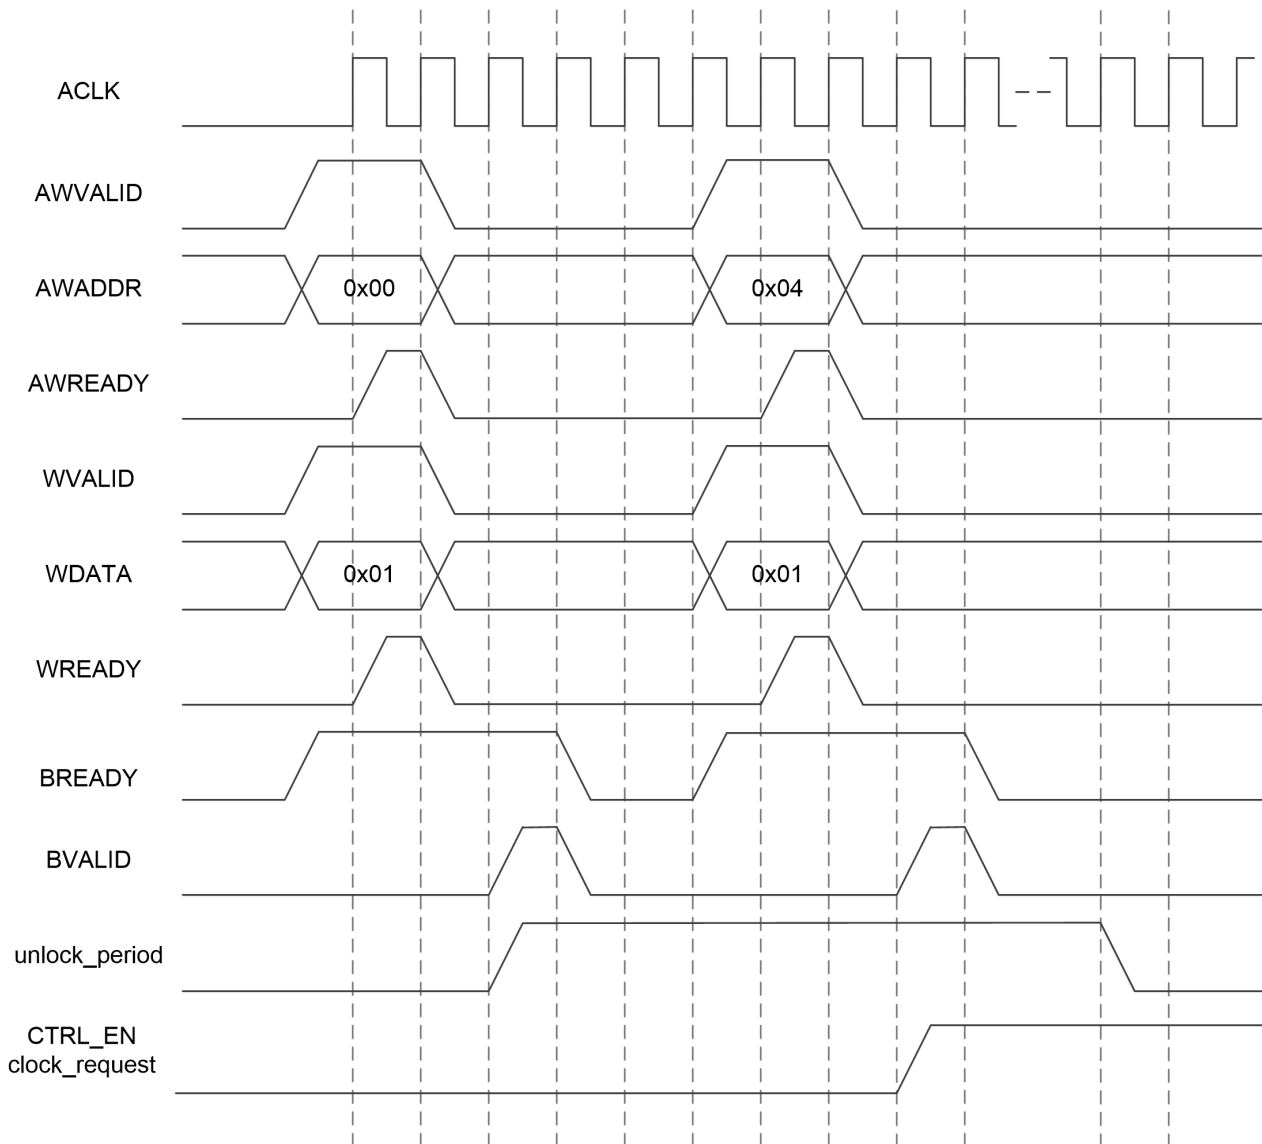 ACLK
AWVALID
AWADDR
0x00
0x04
AWREADY
WVALID
WDATA
0x01
0x01
WREADY
BREADY
BVALID
unlock_period
CTRL_EN
clock_request